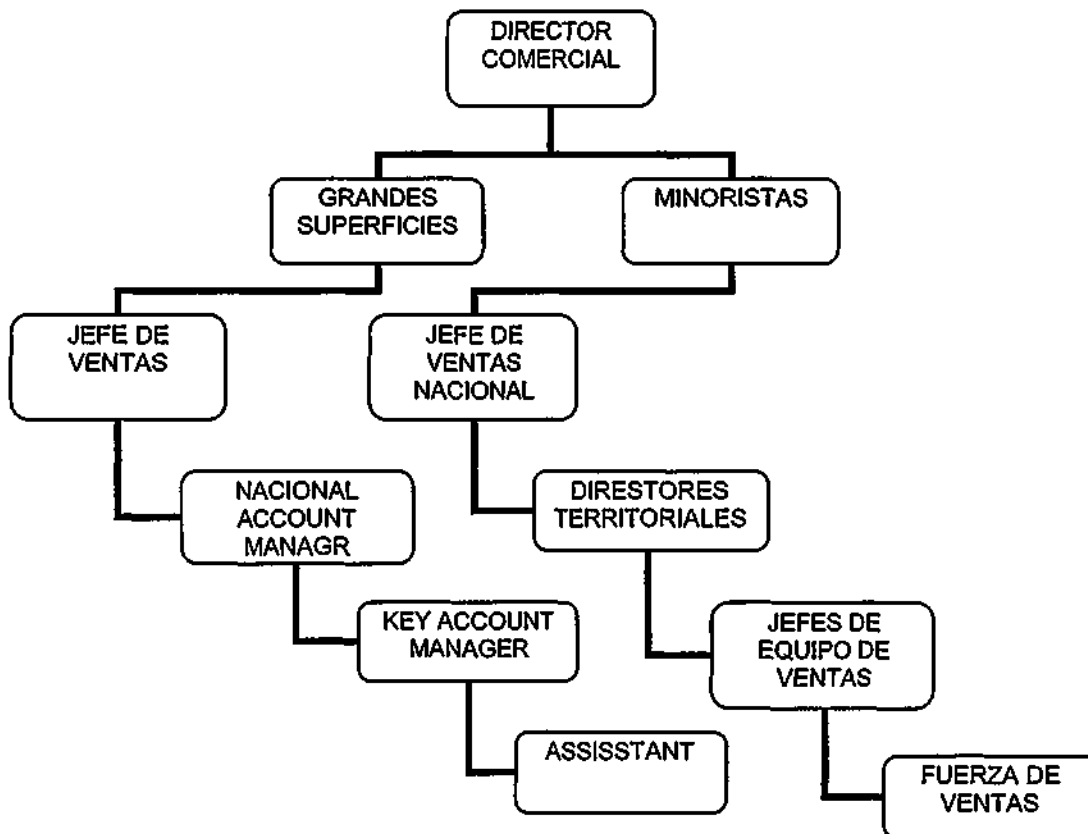 DIRECTOR
COMERCIAL
GRANDES
SUPERFICIES
MINORISTAS
JEFE DE
VENTAS
JEFE DE
VENTAS
NACIONAL
NACIONAL
ACCOUNT
MANAGR
DIRESTORES
TERRITORIALES
KEY ACCOUNT
MANAGER
JEFES DE
EQUIPO DE
VENTAS
ASSISSTANT
FUERZA DE
VENTAS